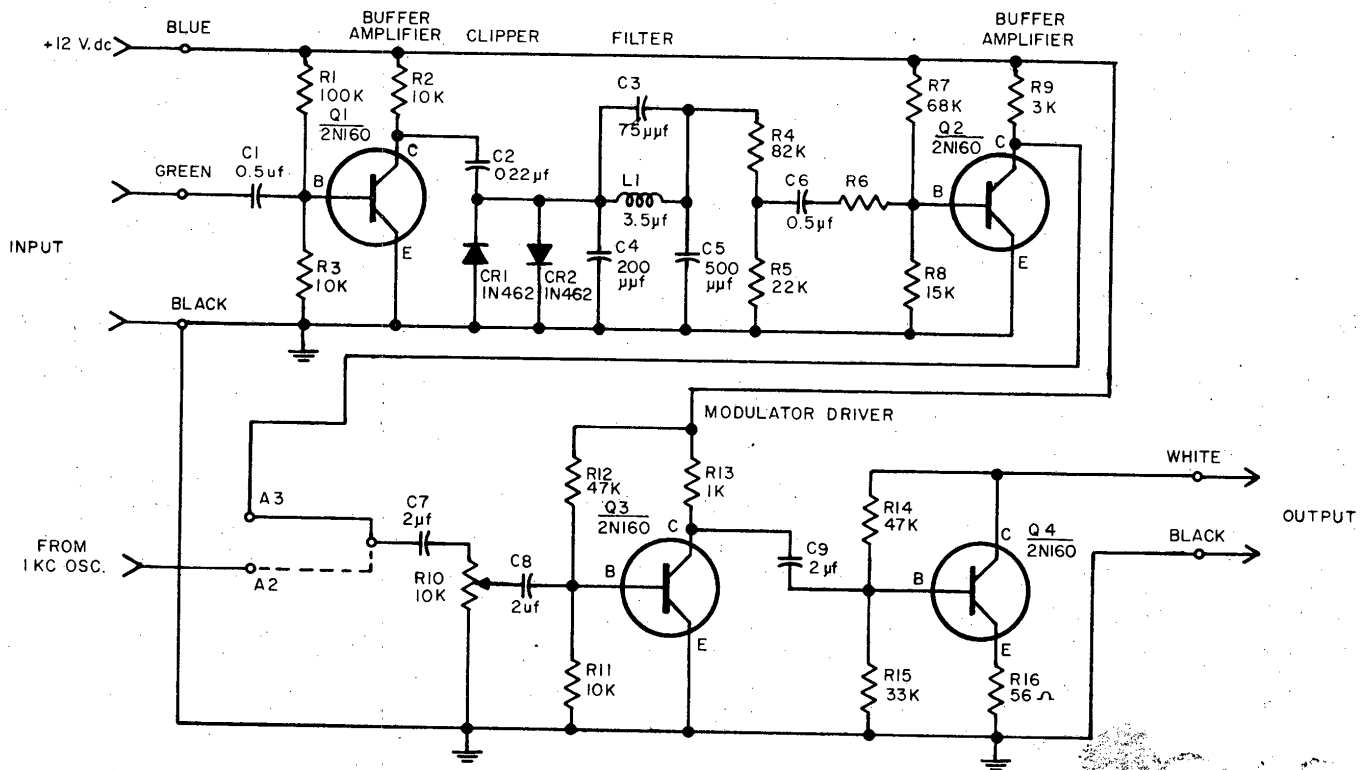 +12 V.dc
BLUE
BUFFER
AMPLIFIER
CLIPPER
FILTER
BUFFER
AMPLIFIER
R1
100K
R2
10K
Q1
2N160
C1
0.5uf
GREEN
B
C
E
R3
10K
INPUT
BLACK
C2
022µf
CR1
1N462
CR2
1N462
C3
75µµf
L1
3.5µf
C4
200
µµf
C5
500
µµf
R4
82K
R5
22K
C6
0.5µf
R6
R7
68K
R8
15K
R9
3K
Q2
2N160
B
C
E
MODULATOR DRIVER
A3
A2
FROM
1KC OSC.
C7
2µf
R10
10K
C8
2uf
R12
47K
R11
10K
R13
1K
Q3
2N160
B
C
E
C9
2µf
R14
47K
R15
33K
Q4
2N160
B
C
E
R16
56 Ω
WHITE
BLACK
OUTPUT